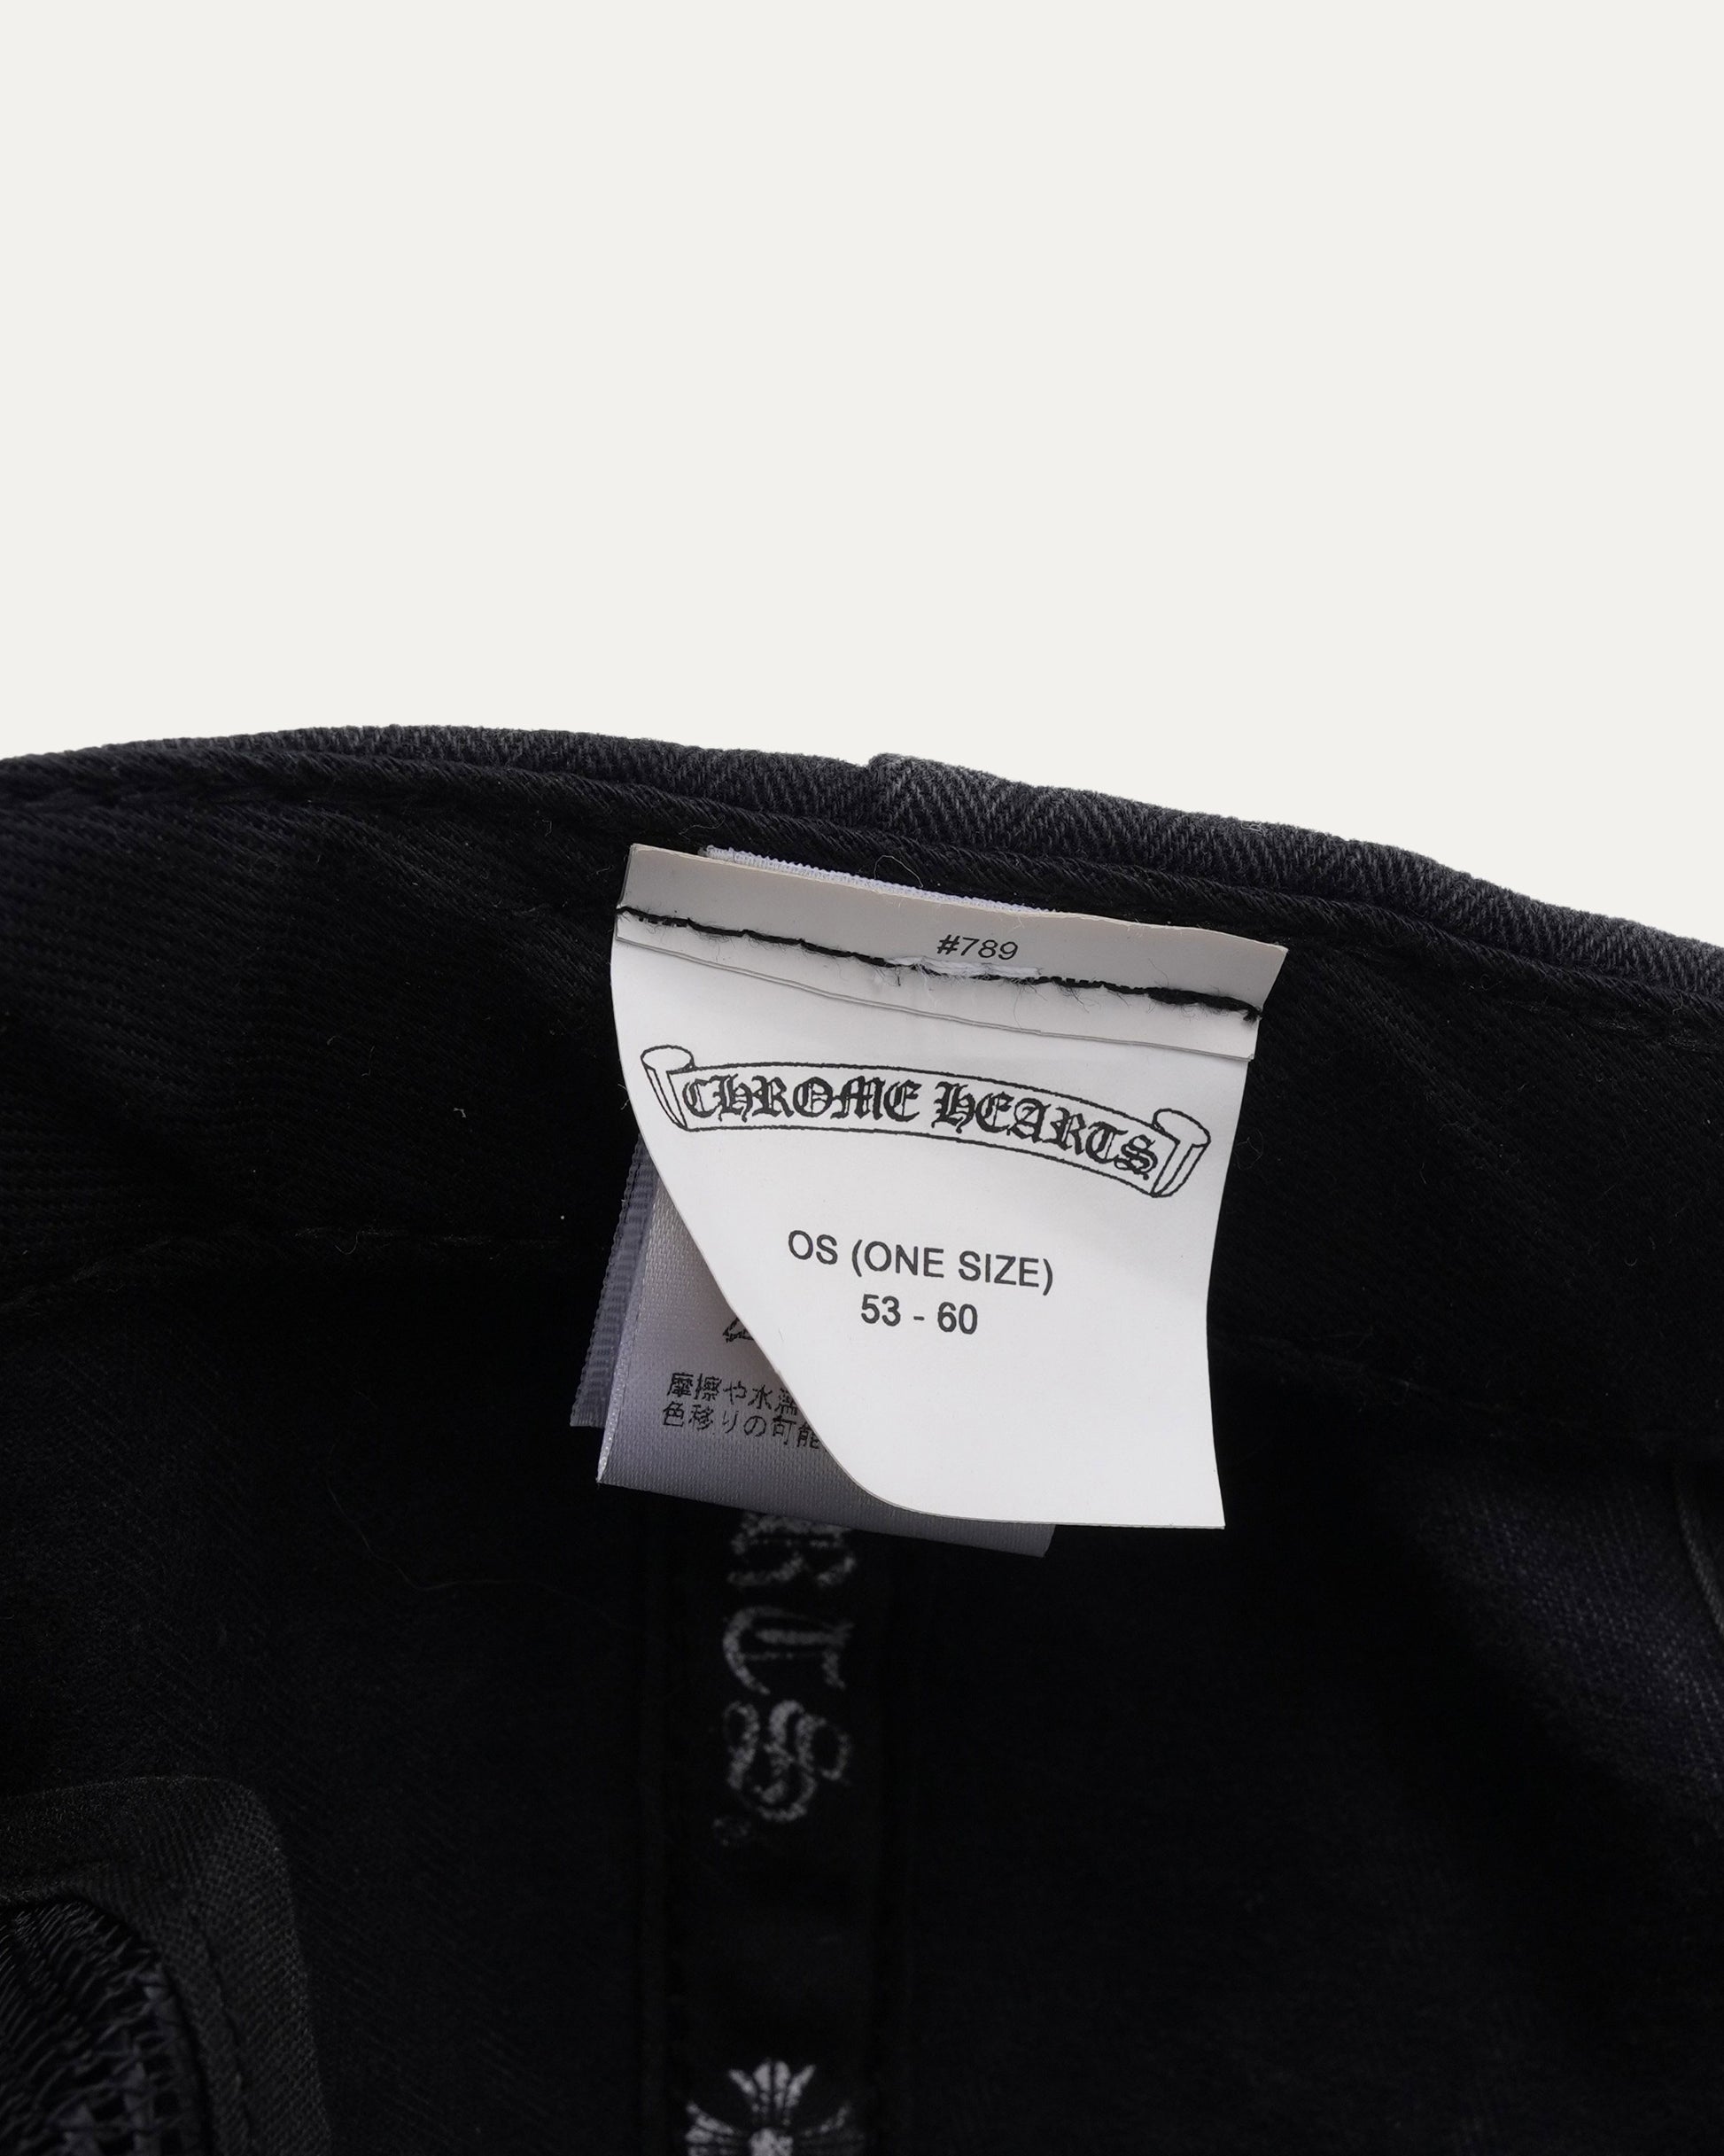 #789
CHROME HEARTS
OS (ONE SIZE)
53 - 60
摩擦や水濡
色移りの可能
RTS